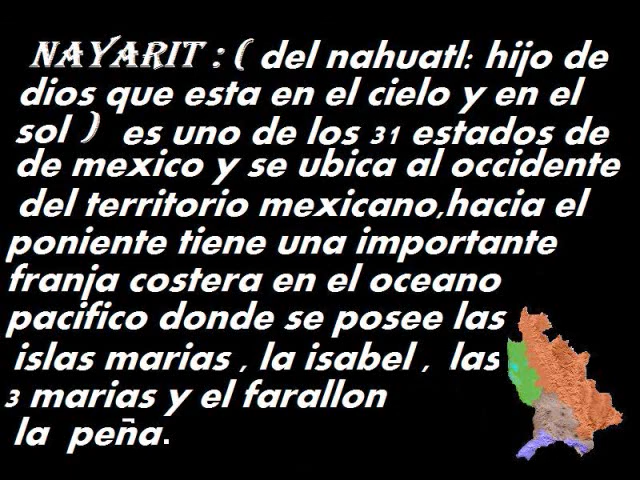 NAYARIT : ( del nahuatl: hijo de
dios que esta en el cielo y en el
sol ) es uno de los 31 estados de
de mexico y se ubica al occidente
del territorio mexicano,hacia el
poniente tiene una importante
franja costera en el oceano
pacifico donde se posee las
islas marias , la isabel , las
3 marias y el farallon
la peña.